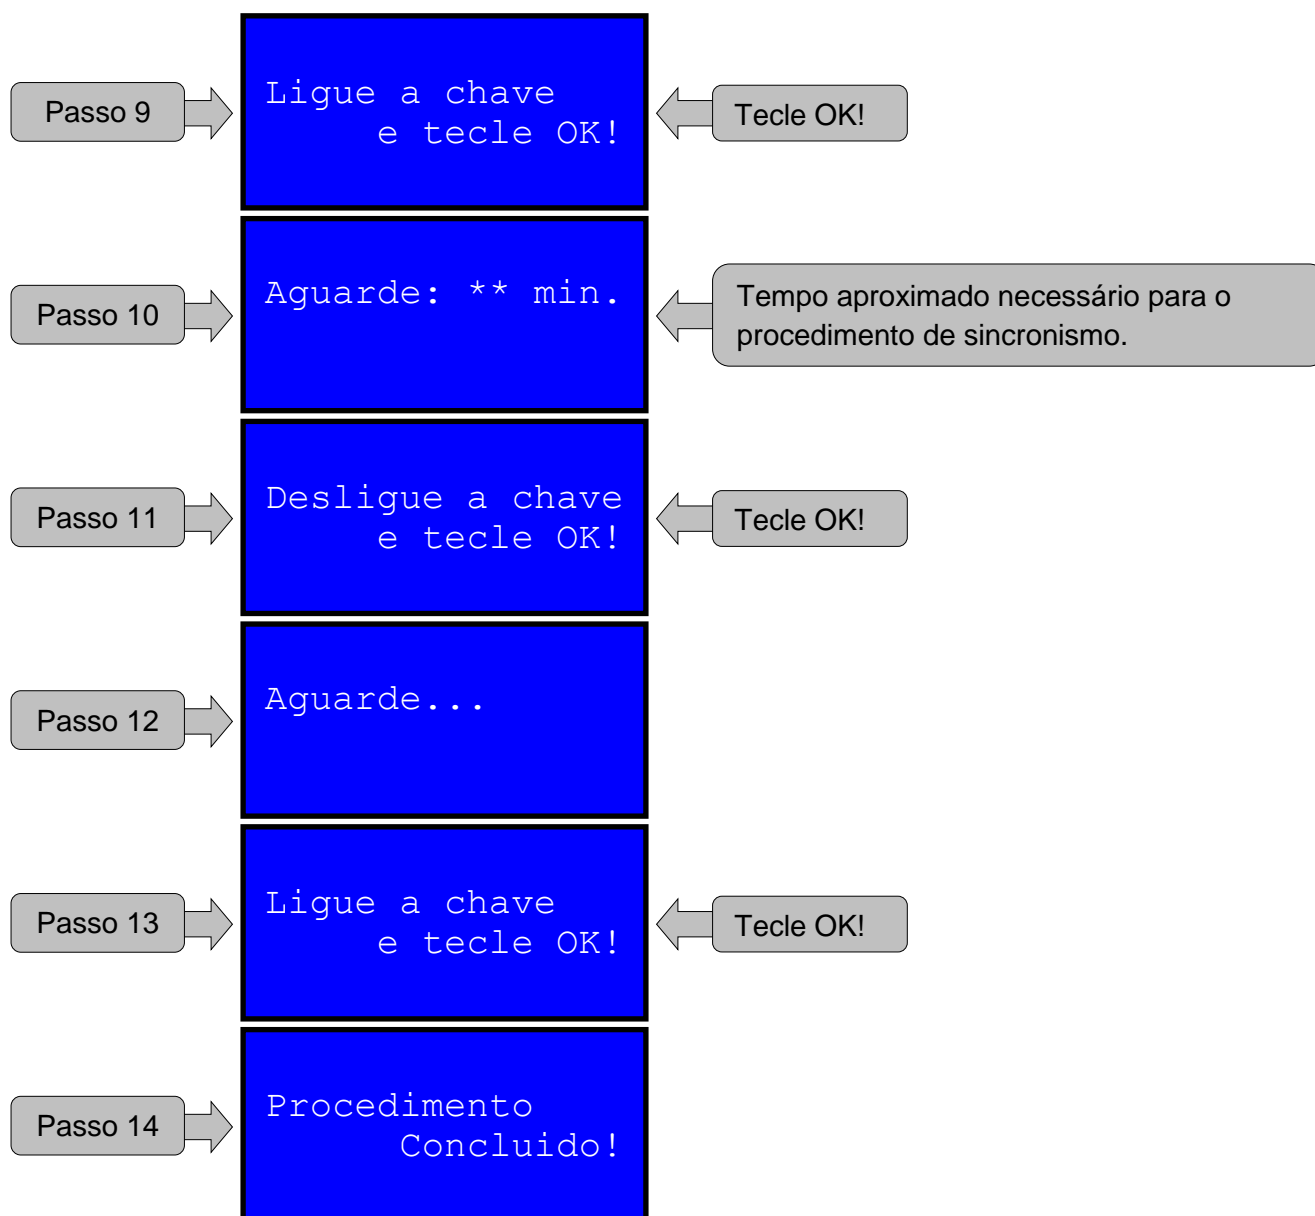 Passo 9
Ligue a chave
e tecle OK!
Tecle OK!
Passo 10
Aguarde: ** min.
Tempo aproximado necessário para o
procedimento de sincronismo.
Passo 11
Desligue a chave
e tecle OK!
Tecle OK!
Passo 12
Aguarde...
Passo 13
Ligue a chave
e tecle OK!
Tecle OK!
Passo 14
Procedimento
Concluido!